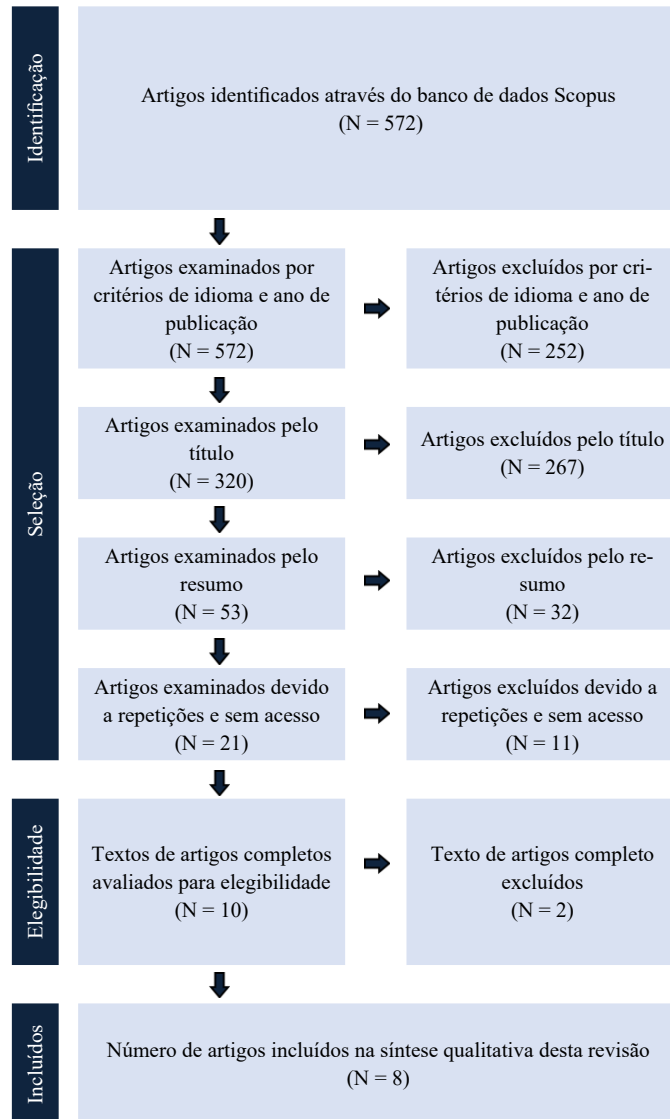 Identificação
Artigos identificados através do banco de dados Scopus
(N = 572)
Seleção
Artigos examinados por
critérios de idioma e ano de
publicação
(N = 572)
Artigos excluídos por cri-
térios de idioma e ano de
publicação
(N = 252)
Artigos examinados pelo
título
(N = 320)
Artigos excluídos pelo título
(N = 267)
Artigos examinados pelo
resumo
(N = 53)
Artigos excluídos pelo re-
sumo
(N = 32)
Artigos examinados devido
a repetições e sem acesso
(N = 21)
Artigos excluídos devido a
repetições e sem acesso
(N = 11)
Elegibilidade
Textos de artigos completos
avaliados para elegibilidade
(N = 10)
Texto de artigos completo
excluídos
(N = 2)
Incluídos
Número de artigos incluídos na síntese qualitativa desta revisão
(N = 8)